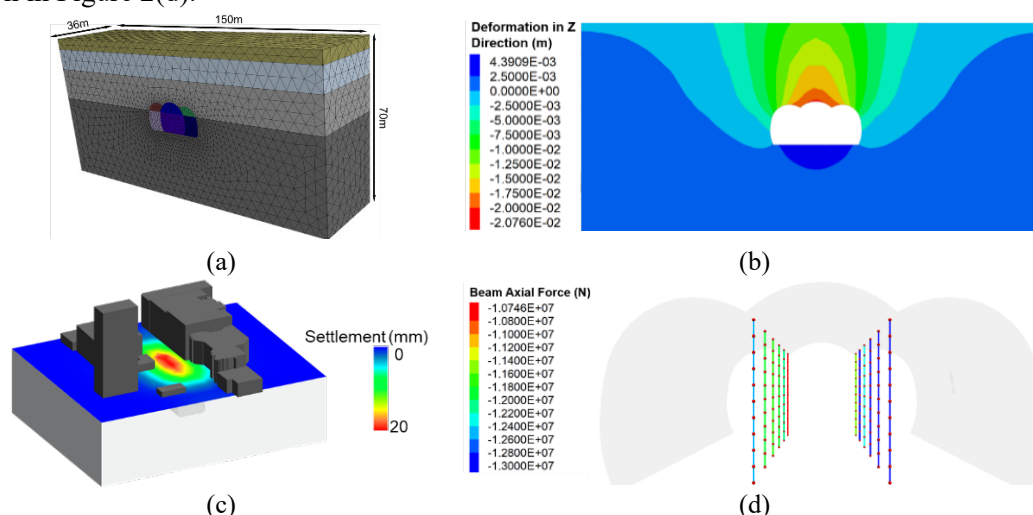 in Figure 2(d).
36m
150m
70m
(a)
Deformation in Z
Direction (m)
4.3909E-03
2.5000E-03
0.0000E+00
-2.5000E-03
-5.0000E-03
-7.5000E-03
-1.0000E-02
-1.2500E-02
-1.5000E-02
-1.7500E-02
-2.0000E-02
-2.0760E-02
(b)
Settlement (mm)
0
20
(c)
Beam Axial Force (N)
-1.0746E+07
-1.0800E+07
-1.1000E+07
-1.1200E+07
-1.1400E+07
-1.1600E+07
-1.1800E+07
-1.2000E+07
-1.2200E+07
-1.2400E+07
-1.2600E+07
-1.2800E+07
-1.3000E+07
(d)